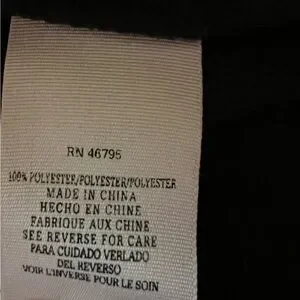 RN 46795
100% POLYESTER/POLYESTER/POLYESTER
MADE IN CHINA
HECHO EN CHINE
FABRIQUE AUX CHINE
SEE REVERSE FOR CARE
PARA CUIDADO VERLADO
DEL REVERSO
VOIR L'INVERSE POUR LE SOIN